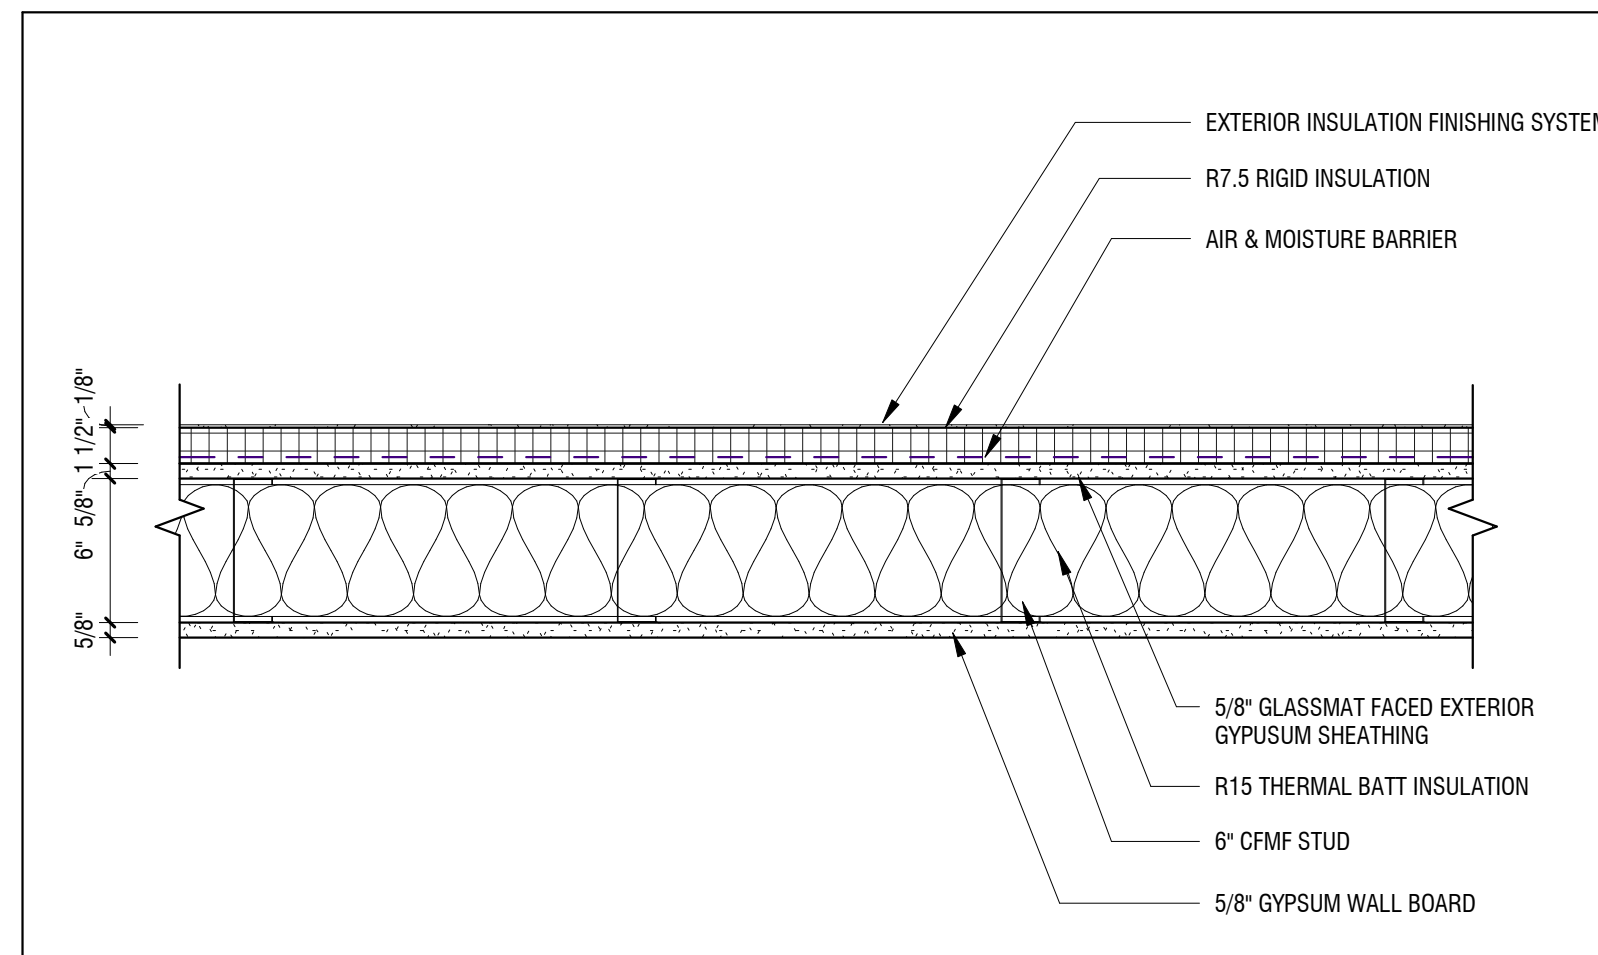 EXTERIOR INSULATION FINISHING SYSTEM
R7.5 RIGID INSULATION
AIR & MOISTURE BARRIER
1/8"
1 1/2"
5/8"
6"
5/8"
5/8" GLASSMAT FACED EXTERIOR
GYPUSUM SHEATHING
R15 THERMAL BATT INSULATION
6" CFMF STUD
5/8" GYPSUM WALL BOARD